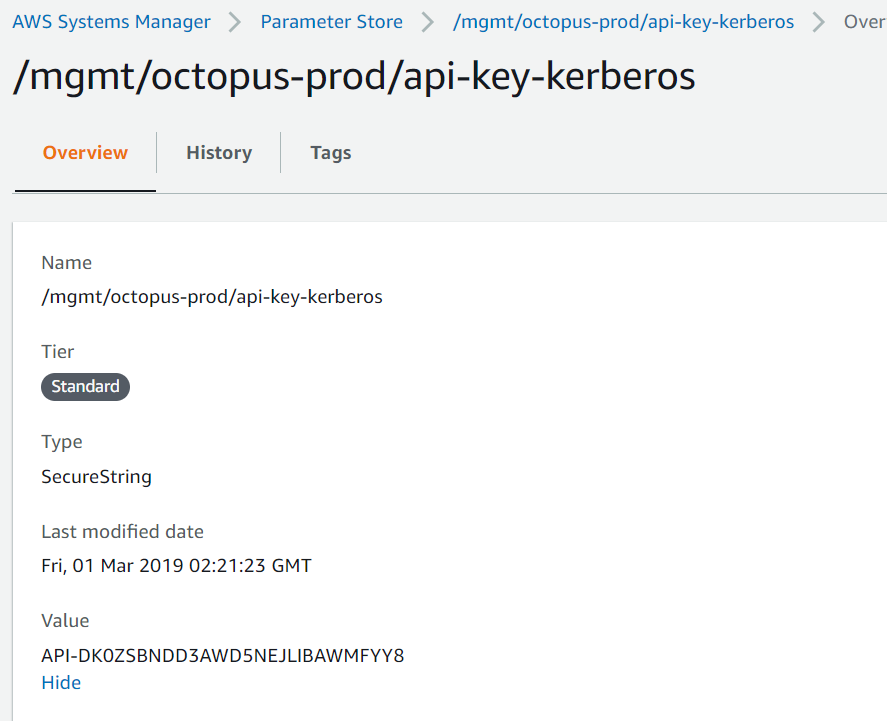 AWS Systems Manager > Parameter Store > /mgmt/octopus-prod/api-key-kerberos > Over
/mgmt/octopus-prod/api-key-kerberos
Overview History Tags
Name
/mgmt/octopus-prod/api-key-kerberos
Tier
Standard
Type
SecureString
Last modified date
Fri, 01 Mar 2019 02:21:23 GMT
Value
API-DK0ZSBNDD3AWD5NEJLIBAWMFYY8
Hide